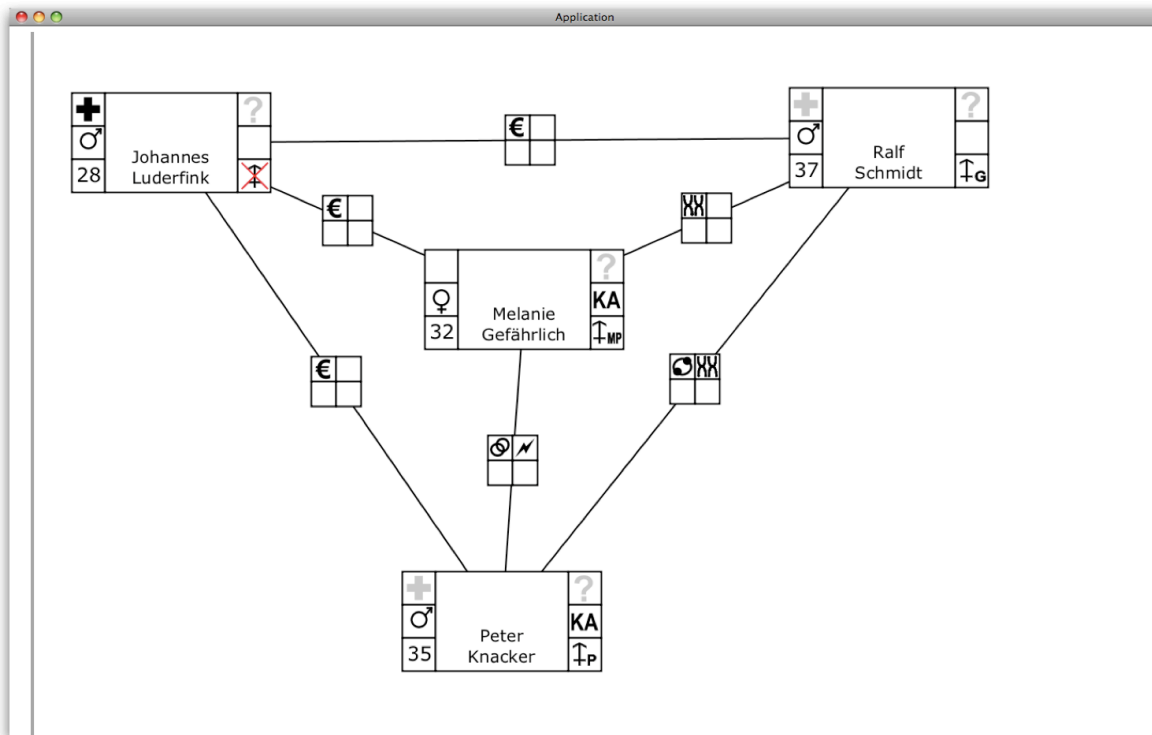 Application
?
Johannes
Luderfink
28
€
?
Ralf
Schmidt
37
G
€
?
KA
Melanie
Gefährlich
32
MP
€
?
KA
Peter
Knacker
35
P